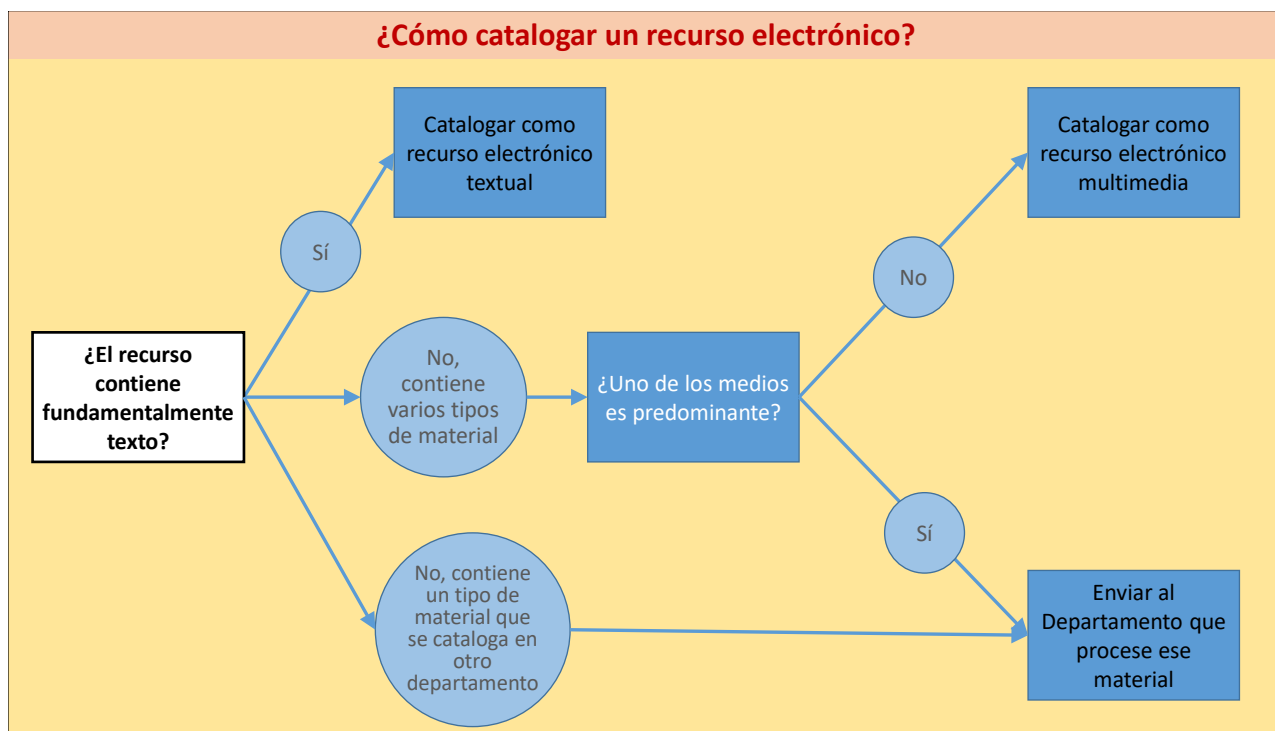 ¿Cómo catalogar un recurso electrónico?
Catalogar como
recurso electrónico
textual
Catalogar como
recurso electrónico
multimedia
Sí
No
¿El recurso
contiene
fundamentalmente
texto?
No,
contiene
varios tipos
de material
¿Uno de los medios
es predominante?
Sí
No, contiene
un tipo de
material que
se cataloga en
otro
departamento
Enviar al
Departamento que
procese ese
material